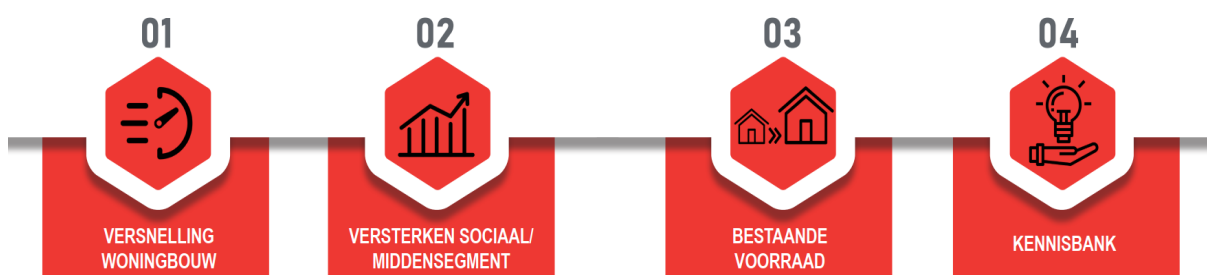 01
02
03
04
VERSNELLING
WONINGBOUW
VERSTERKEN SOCIAAL/
MIDDENSEGMENT
BESTAANDE
VOORRAAD
KENNISBANK